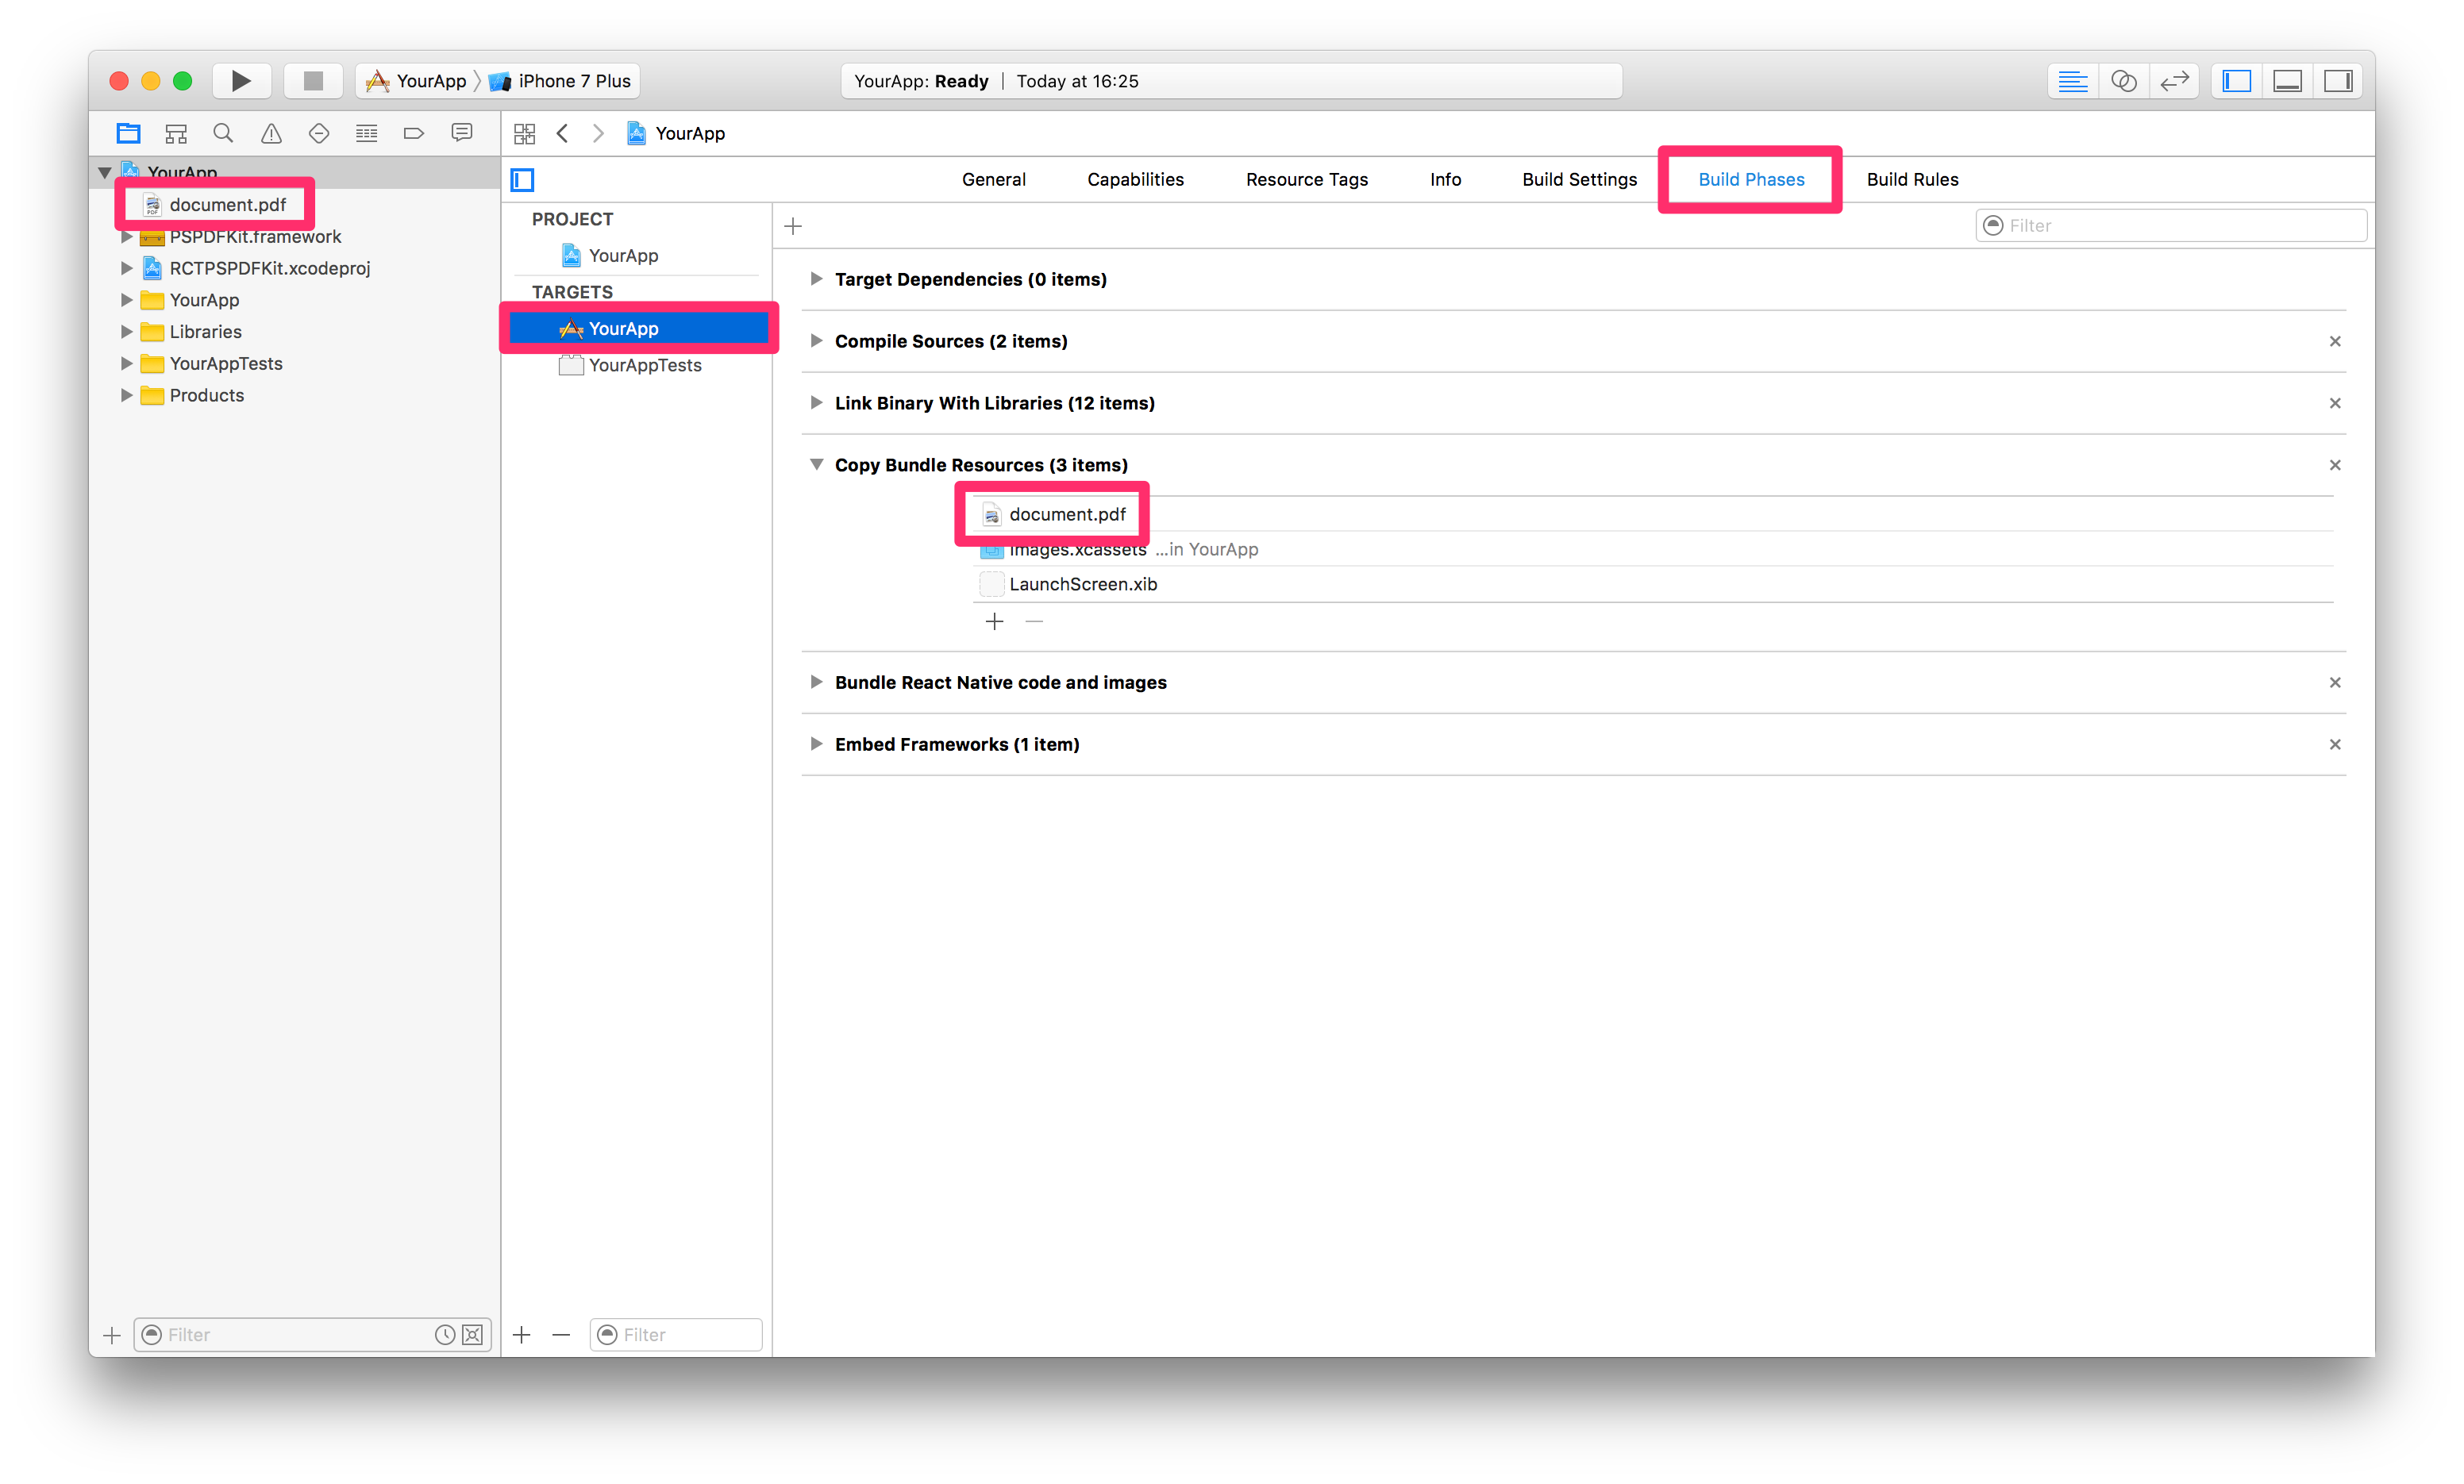 YourApp iPhone 7 Plus
YourApp: Ready | Today at 16:25
YourApp
YourApp
document.pdf
PSPDFKit.framework
RCTPSPDFKit.xcodeproj
YourApp
Libraries
YourAppTests
Products
Filter
General Capabilities Resource Tags Info Build Settings Build Phases Build Rules
PROJECT
YourApp
TARGETS
YourApp
YourAppTests
Filter
Filter
Target Dependencies (0 items)
Compile Sources (2 items)
Link Binary With Libraries (12 items)
Copy Bundle Resources (3 items)
document.pdf
Images.xcassets ...in YourApp
LaunchScreen.xib
Bundle React Native code and images
Embed Frameworks (1 item)